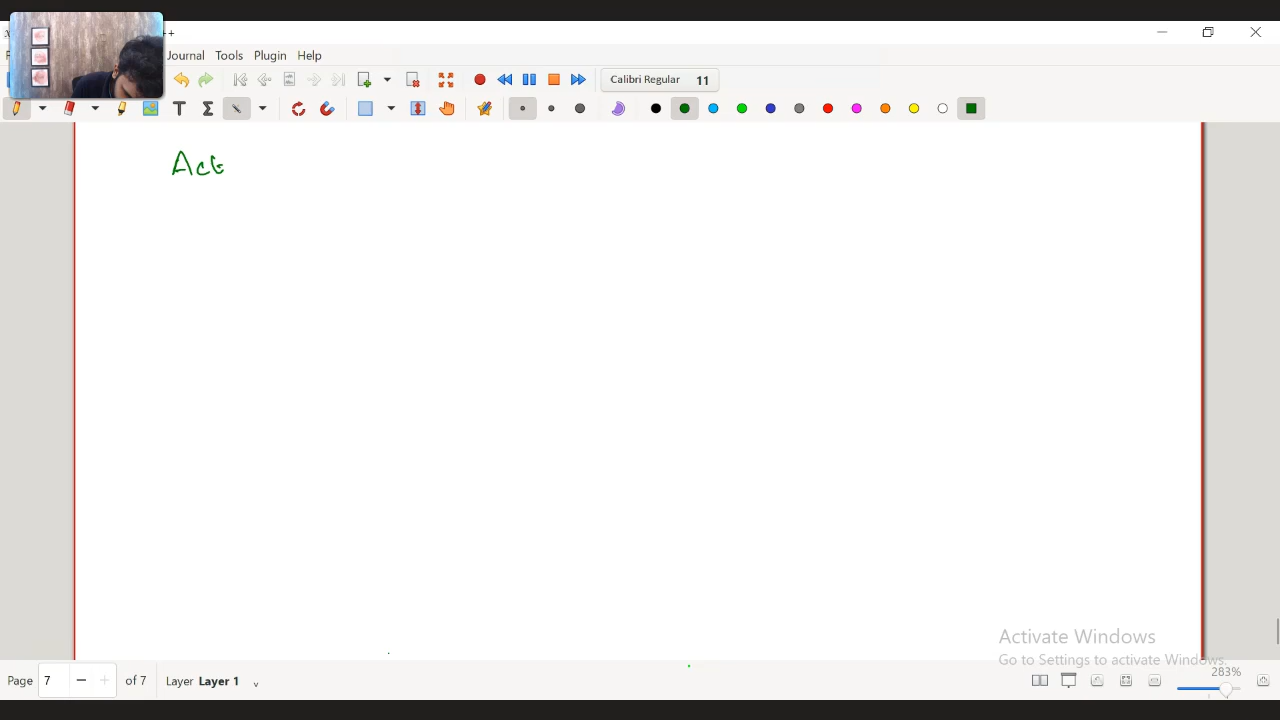 ++
Journal Tools Plugin Help
Calibri Regular 11
Act
Activate Windows
Go to Settings to activate Windows.
Page 7 of 7 Layer Layer 1 283%